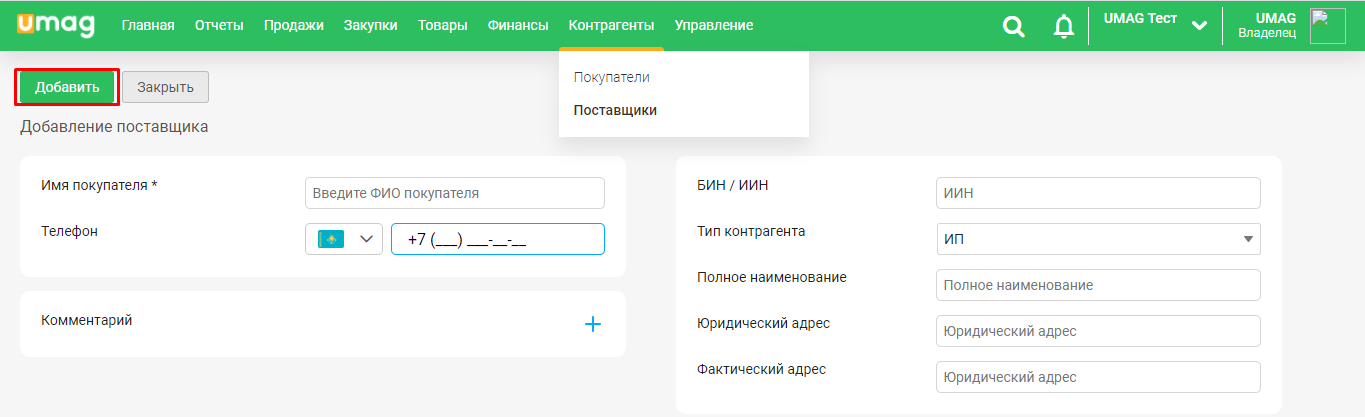 umag Главная Отчеты Продажи Закупки Товары Финансы Контрагенты Управление UMAG Тест UMAG
Владелец
Покупатели
Поставщики
Добавить Закрыть
Добавление поставщика
Имя покупателя * Введите ФИО покупателя
Телефон +7 (___) ___-__-__
Комментарий
БИН / ИИН ИИН
Тип контрагента ИП
Полное наименование Полное наименование
Юридический адрес Юридический адрес
Фактический адрес Юридический адрес